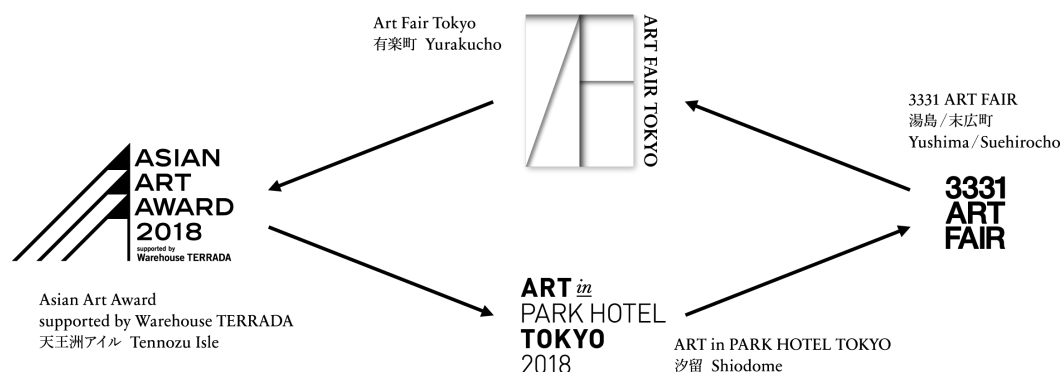 Art Fair Tokyo
有楽町 Yurakucho
ART FAIR TOKYO
3331 ART FAIR
湯島/末広町
Yushima/Suehirocho
3331
ART
FAIR
ASIAN
ART
AWARD
2018
supported by
Warehouse TERRADA
Asian Art Award
supported by Warehouse TERRADA
天王洲アイル Tennozu Isle
ART in
PARK HOTEL
TOKYO
2018
ART in PARK HOTEL TOKYO
汐留 Shiodome